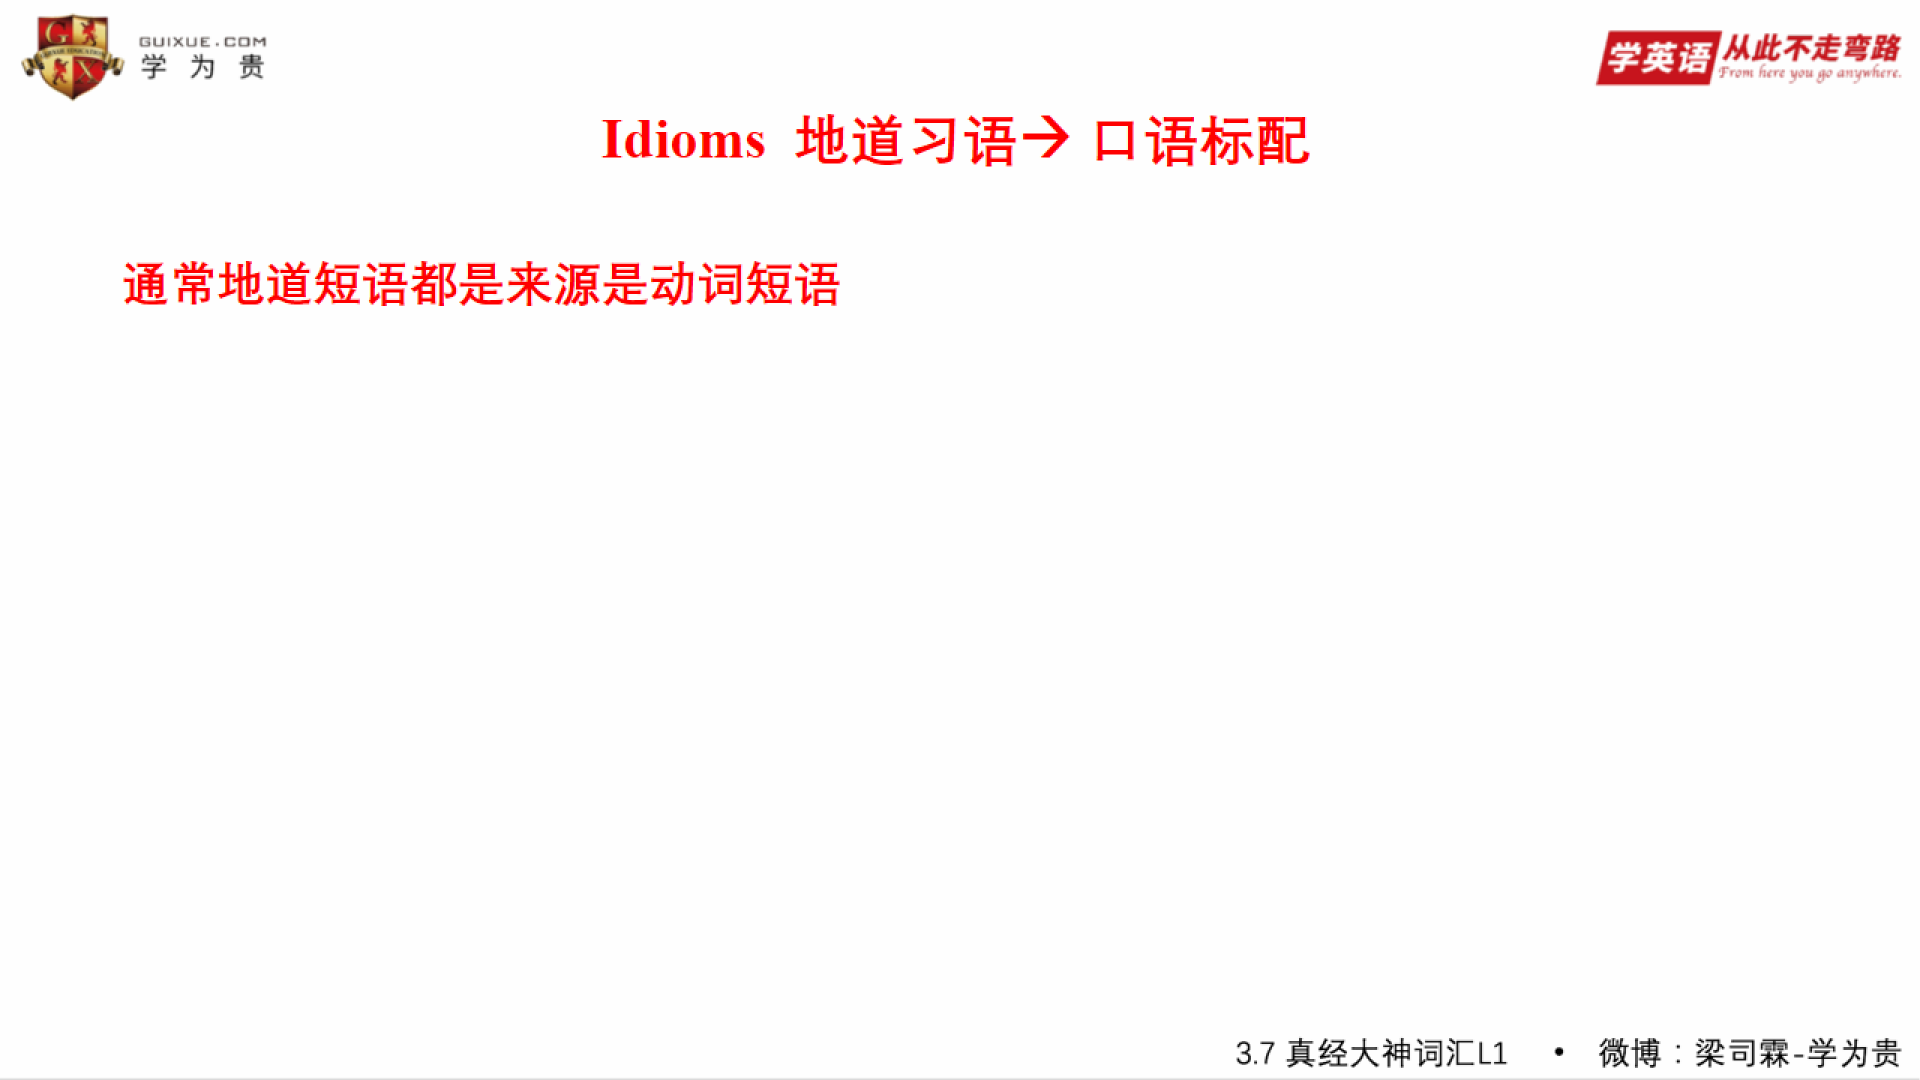 GUIXUE.COM
学为贵
学英语 从此不走弯路
From here you go anywhere.
Idioms 地道习语→ 口语标配
通常地道短语都是来源是动词短语
3.7 真经大神词汇L1 • 微博：梁司霖-学为贵